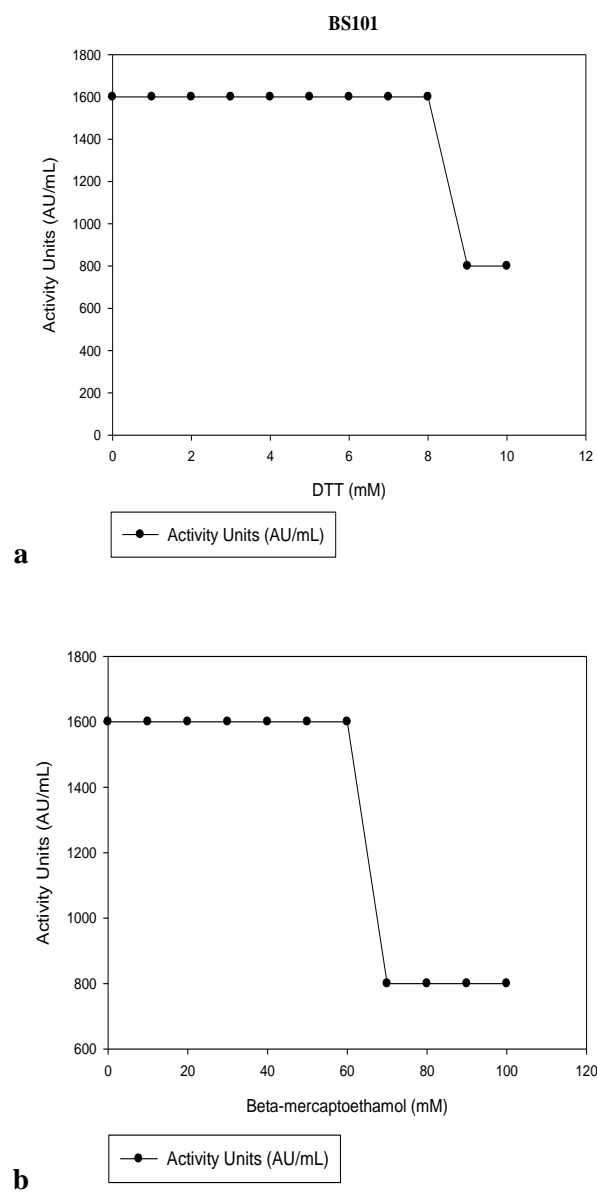 BS101
1800
1600
1400
1200
1000
800
600
400
200
0
Activity Units (AU/mL)
0 2 4 6 8 10 12
DTT (mM)
Activity Units (AU/mL)
a
1800
1600
1400
1200
1000
800
600
Activity Units (AU/mL)
0 20 40 60 80 100 120
Beta-mercaptoethamol (mM)
Activity Units (AU/mL)
b